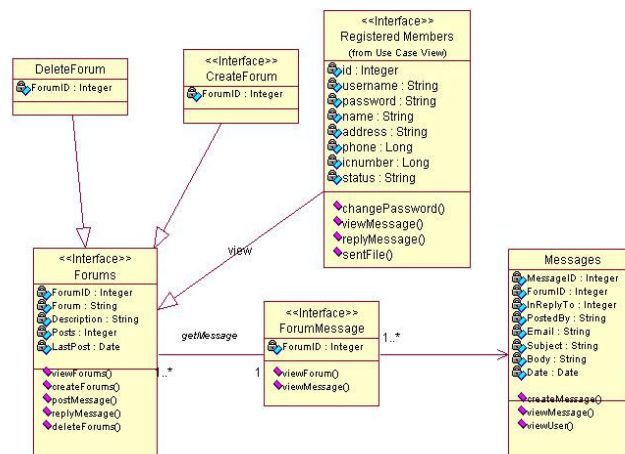 DeleteForum
ForumID : Integer
<<Interface>>
CreateForum
ForumID : Integer
<<Interface>>
Registered Members
(from Use Case View)
id : Integer
username : String
password : String
name : String
address : String
phone : Long
icnumber : Long
status : String
changePassword()
viewMessage()
replyMessage()
sentFile()
view
<<Interface>>
Forums
ForumID : Integer
Forum : String
Description : String
Posts : Integer
LastPost : Date
viewForums()
createForums()
postMessage()
replyMessage()
deleteForums()
getMessage
1..*
1
<<Interface>>
ForumMessage
ForumID : Integer
viewForum()
viewMessage()
1..*
Messages
MessageID : Integer
ForumID : Integer
InReplyTo : Integer
PostedBy : String
Email : String
Subject : String
Body : String
Date : Date
createMessage()
viewMessage()
viewUser()